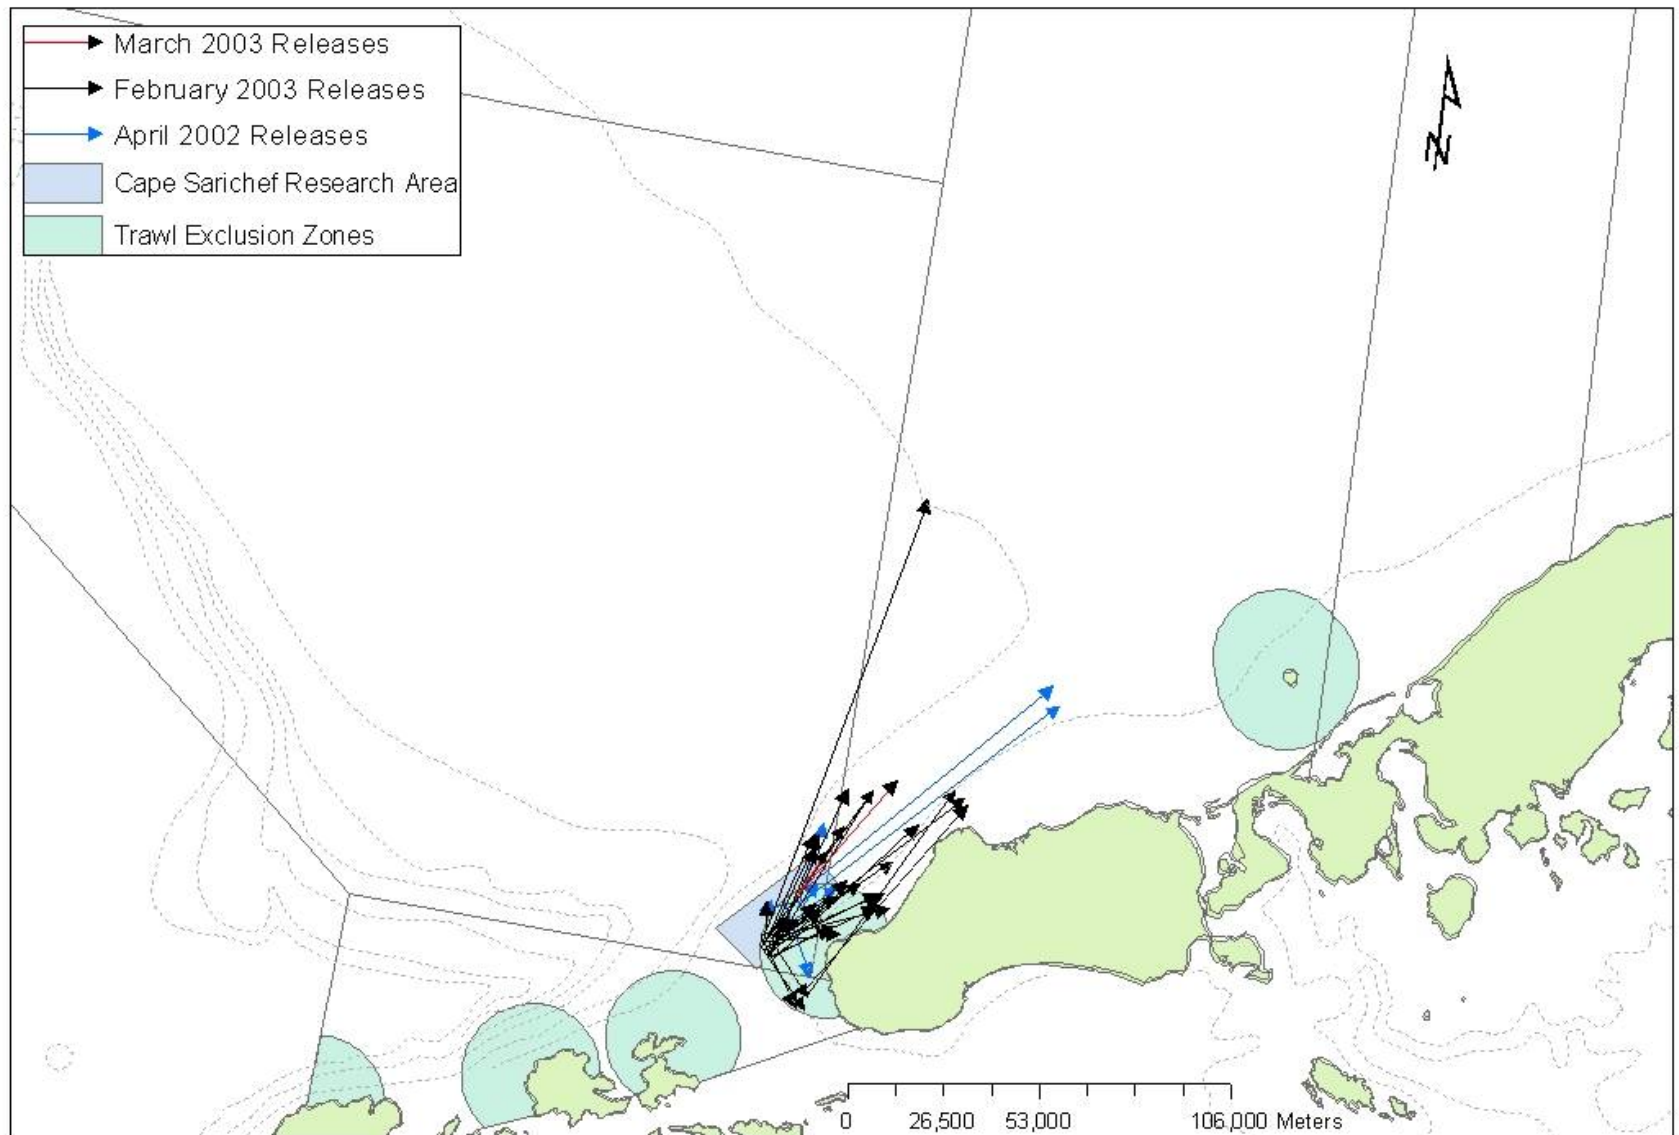 March 2003 Releases
February 2003 Releases
April 2002 Releases
Cape Sarichef Research Area
Trawl Exclusion Zones
N
0 26,500 53,000 106,000 Meters